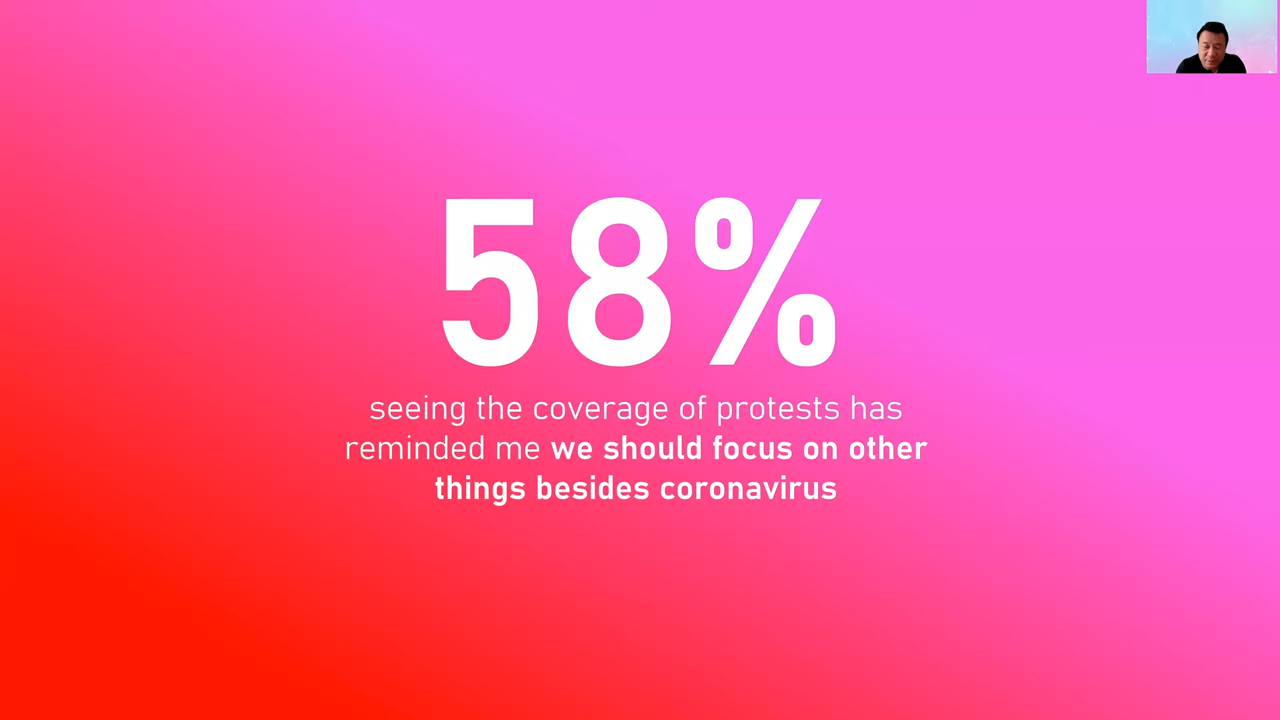 58%
seeing the coverage of protests has
reminded me we should focus on other
things besides coronavirus